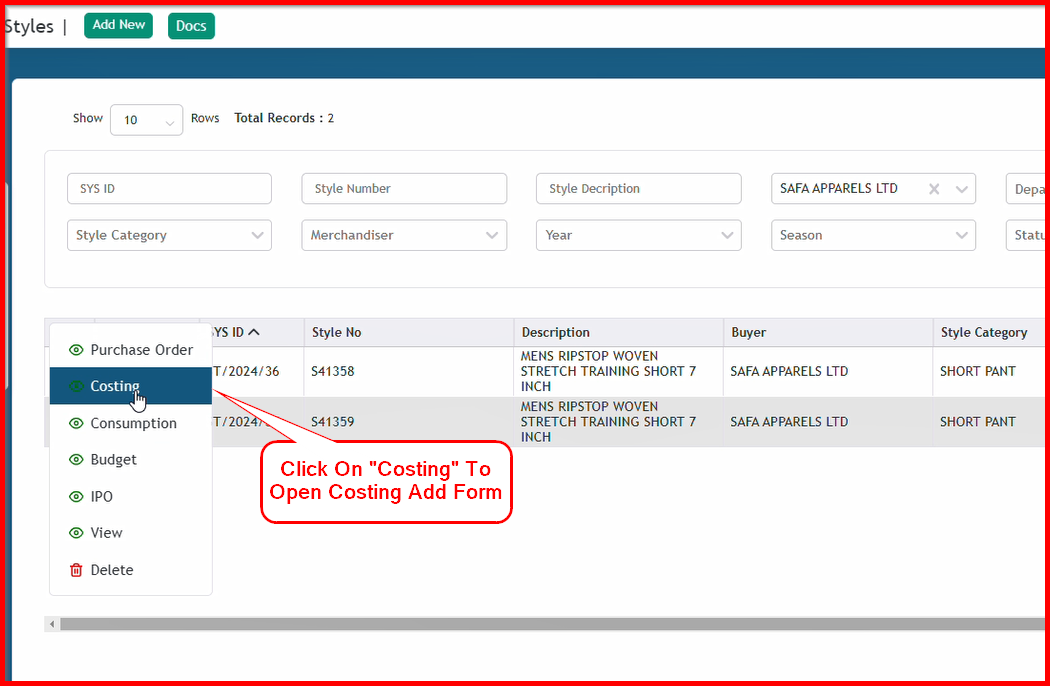 Styles | Add New Docs
Show 10 Rows Total Records : 2
SYS ID Style Number Style Decription SAFA APPARELS LTD Depa
Style Category Merchandiser Year Season Statu
SYS ID Style No Description Buyer Style Category
T/2024/36 S41358 MENS RIPSTOP WOVEN
STRETCH TRAINING SHORT 7
INCH SAFA APPARELS LTD SHORT PANT
T/2024/ S41359 MENS RIPSTOP WOVEN
STRETCH TRAINING SHORT 7
INCH SAFA APPARELS LTD SHORT PANT
Purchase Order
Costing
Consumption
Budget
IPO
View
Delete
Click On "Costing" To
Open Costing Add Form